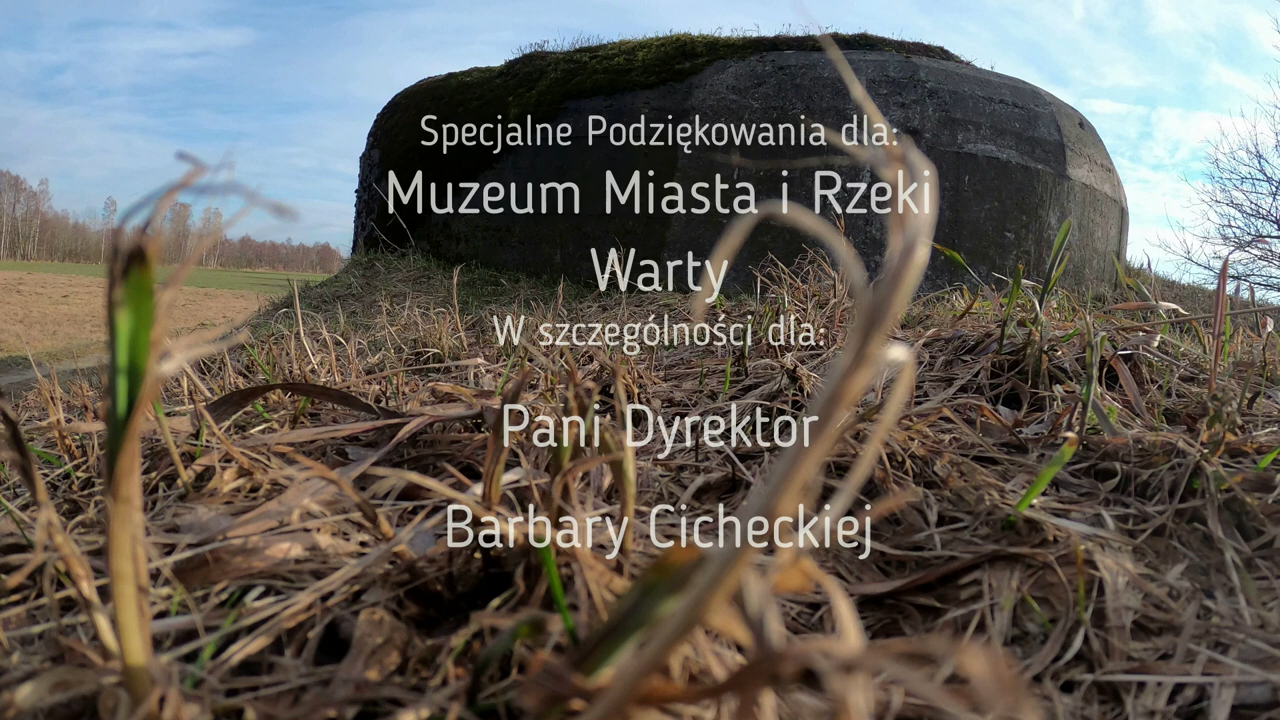 Specjalne Podziękowania dla:
Muzeum Miasta i Rzeki
Warty
W szczególności dla:
Pani Dyrektor
Barbary Cicheckiej